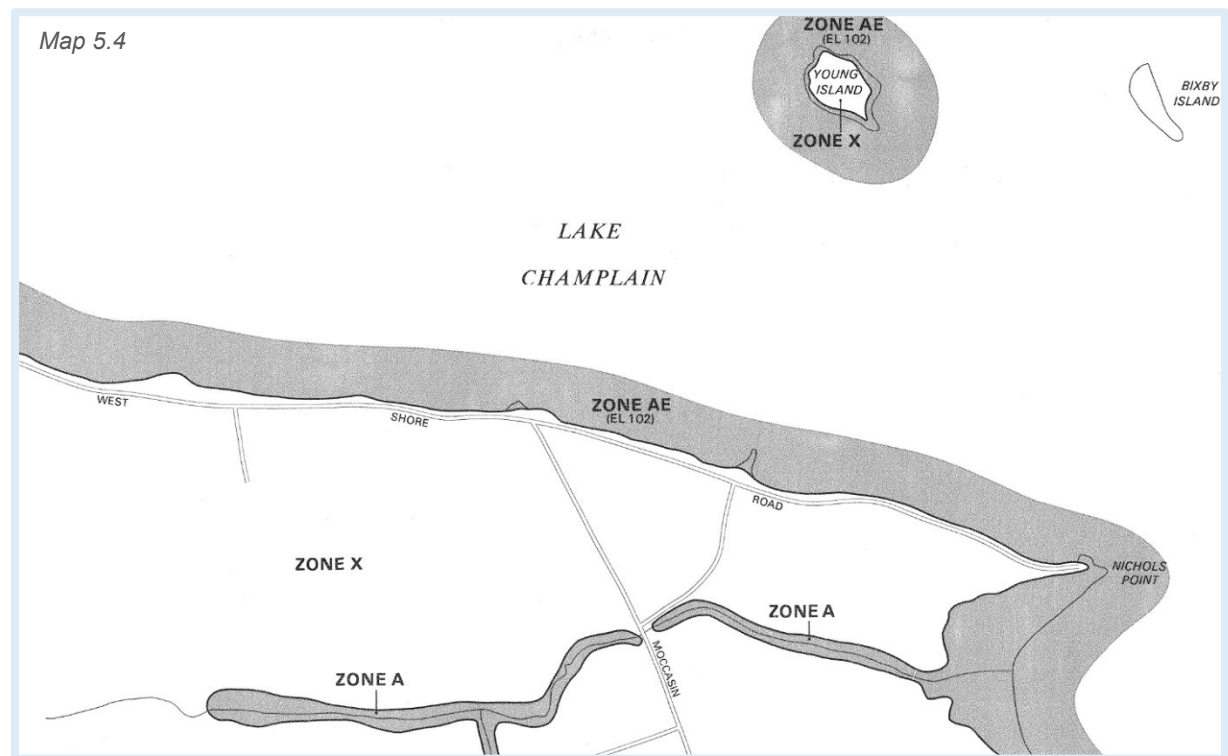 Map 5.4
ZONE AE
(EL 102)
YOUNG
ISLAND
ZONE X
BIXBY
ISLAND
LAKE
CHAMPLAIN
WEST
SHORE
ZONE AE
(EL 102)
ROAD
ZONE X
NICHOLS
POINT
ZONE A
MOCCASIN
ZONE A